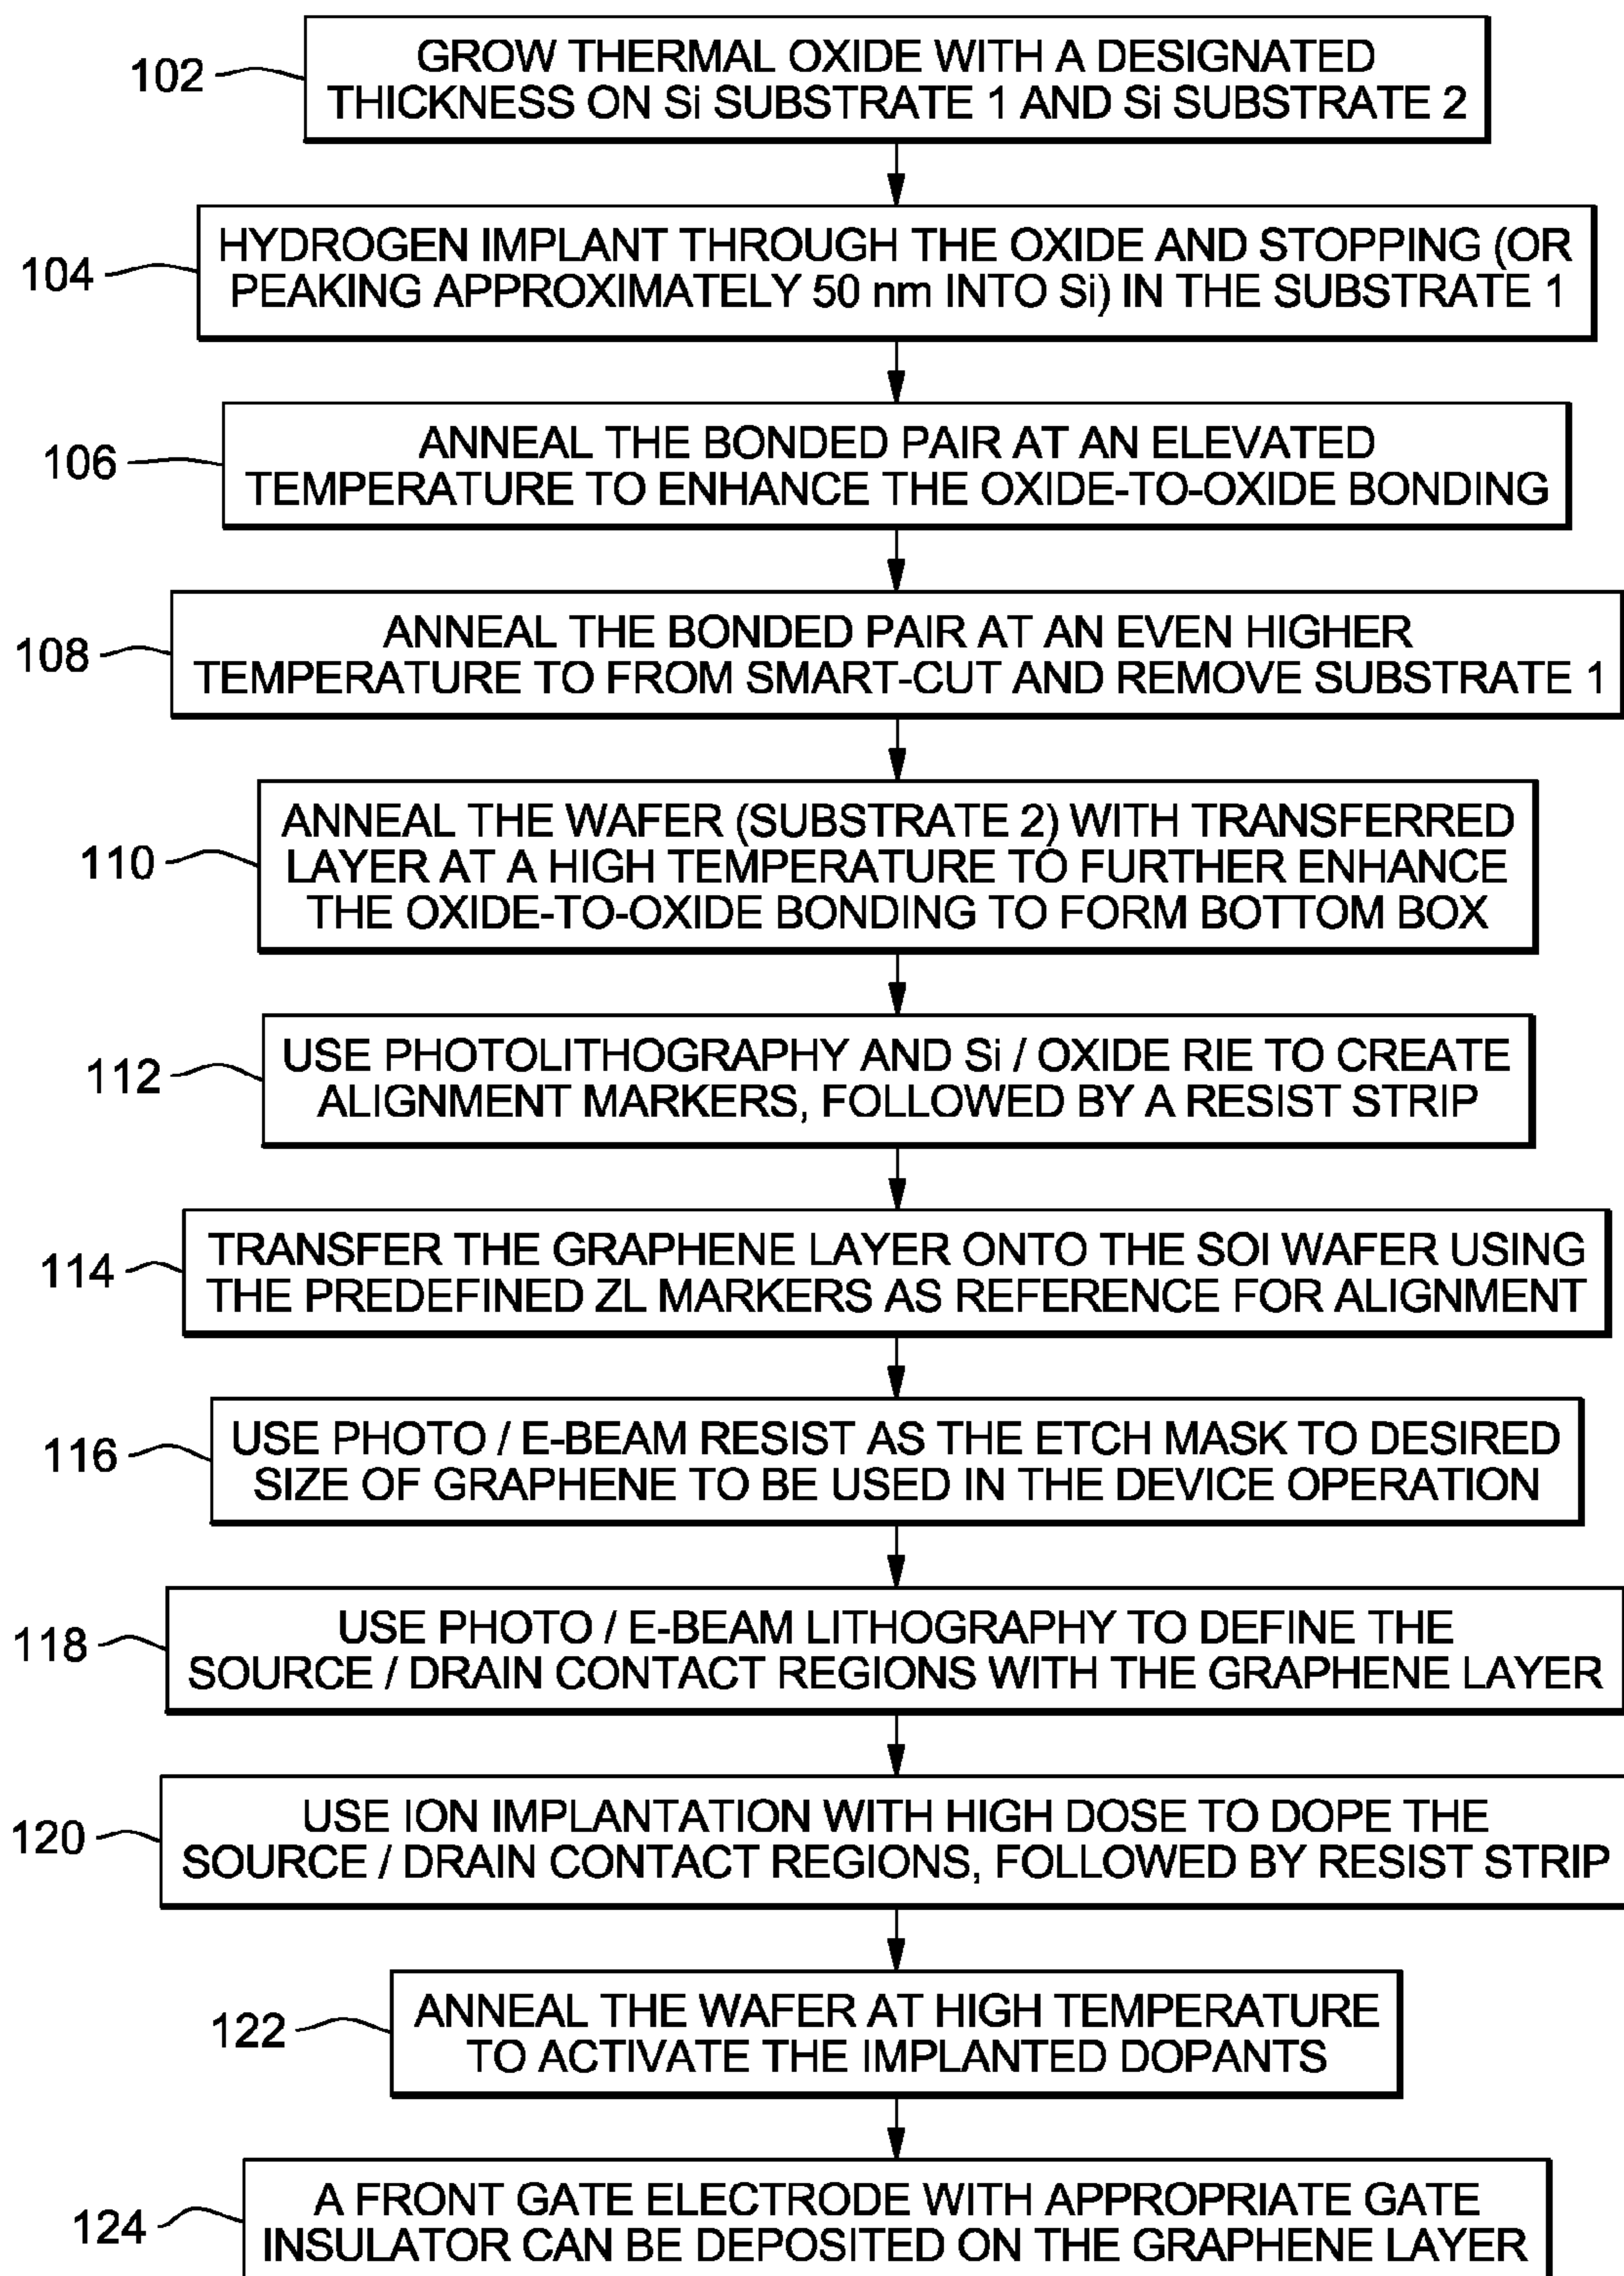 102
GROW THERMAL OXIDE WITH A DESIGNATED
THICKNESS ON Si SUBSTRATE 1 AND Si SUBSTRATE 2
104
HYDROGEN IMPLANT THROUGH THE OXIDE AND STOPPING (OR
PEAKING APPROXIMATELY 50 nm INTO Si) IN THE SUBSTRATE 1
106
ANNEAL THE BONDED PAIR AT AN ELEVATED
TEMPERATURE TO ENHANCE THE OXIDE-TO-OXIDE BONDING
108
ANNEAL THE BONDED PAIR AT AN EVEN HIGHER
TEMPERATURE TO FROM SMART-CUT AND REMOVE SUBSTRATE 1
110
ANNEAL THE WAFER (SUBSTRATE 2) WITH TRANSFERRED
LAYER AT A HIGH TEMPERATURE TO FURTHER ENHANCE
THE OXIDE-TO-OXIDE BONDING TO FORM BOTTOM BOX
112
USE PHOTOLITHOGRAPHY AND Si / OXIDE RIE TO CREATE
ALIGNMENT MARKERS, FOLLOWED BY A RESIST STRIP
114
TRANSFER THE GRAPHENE LAYER ONTO THE SOI WAFER USING
THE PREDEFINED ZL MARKERS AS REFERENCE FOR ALIGNMENT
116
USE PHOTO / E-BEAM RESIST AS THE ETCH MASK TO DESIRED
SIZE OF GRAPHENE TO BE USED IN THE DEVICE OPERATION
118
USE PHOTO / E-BEAM LITHOGRAPHY TO DEFINE THE
SOURCE / DRAIN CONTACT REGIONS WITH THE GRAPHENE LAYER
120
USE ION IMPLANTATION WITH HIGH DOSE TO DOPE THE
SOURCE / DRAIN CONTACT REGIONS, FOLLOWED BY RESIST STRIP
122
ANNEAL THE WAFER AT HIGH TEMPERATURE
TO ACTIVATE THE IMPLANTED DOPANTS
124
A FRONT GATE ELECTRODE WITH APPROPRIATE GATE
INSULATOR CAN BE DEPOSITED ON THE GRAPHENE LAYER